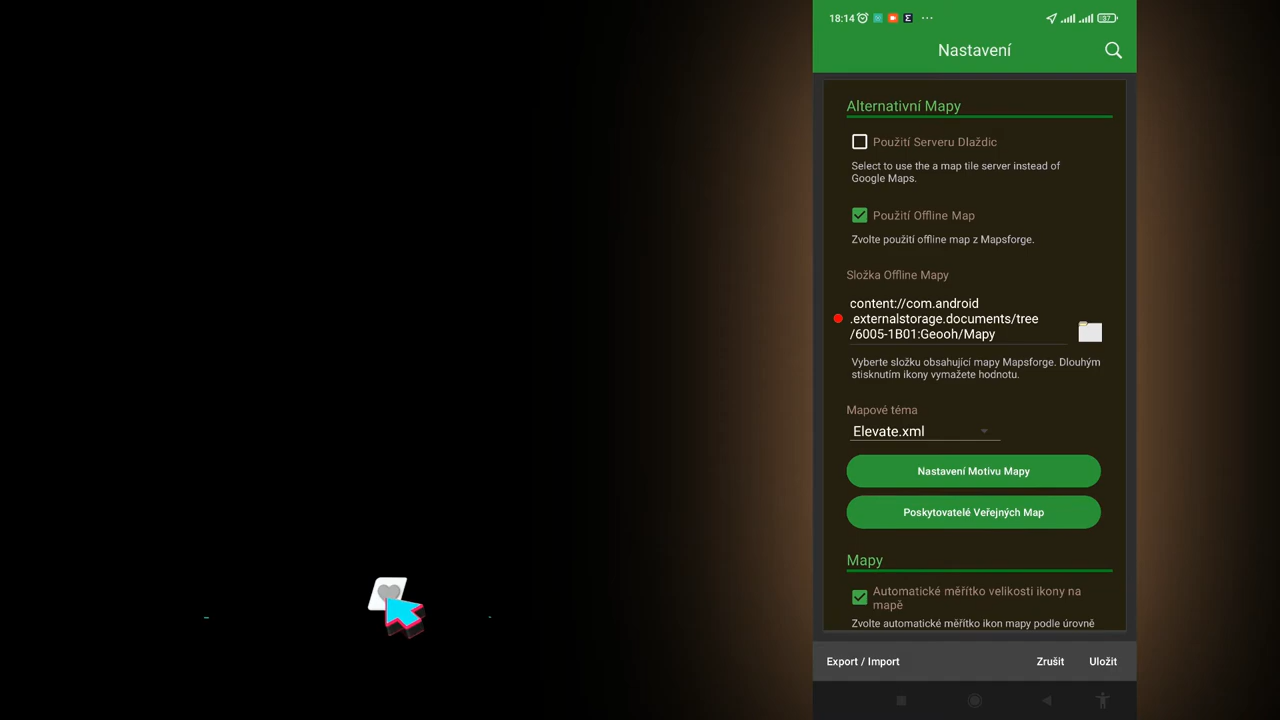 18:14
37
Nastavení
Alternativní Mapy
Použití Serveru Dlaždic
Select to use the a map tile server instead of
Google Maps.
Použití Offline Map
Zvolte použití offline map z Mapsforge.
Složka Offline Mapy
content://com.android
.externalstorage.documents/tree
/6005-1B01:Geooh/Mapy
Vyberte složku obsahující mapy Mapsforge. Dlouhým
stisknutím ikony vymažete hodnotu.
Mapové téma
Elevate.xml
Nastavení Motivu Mapy
Poskytovatelé Veřejných Map
Mapy
Automatické měřítko velikosti ikony na
mapě
Zvolte automatické měřítko ikon mapy podle úrovně
Export / Import
Zrušit
Uložit